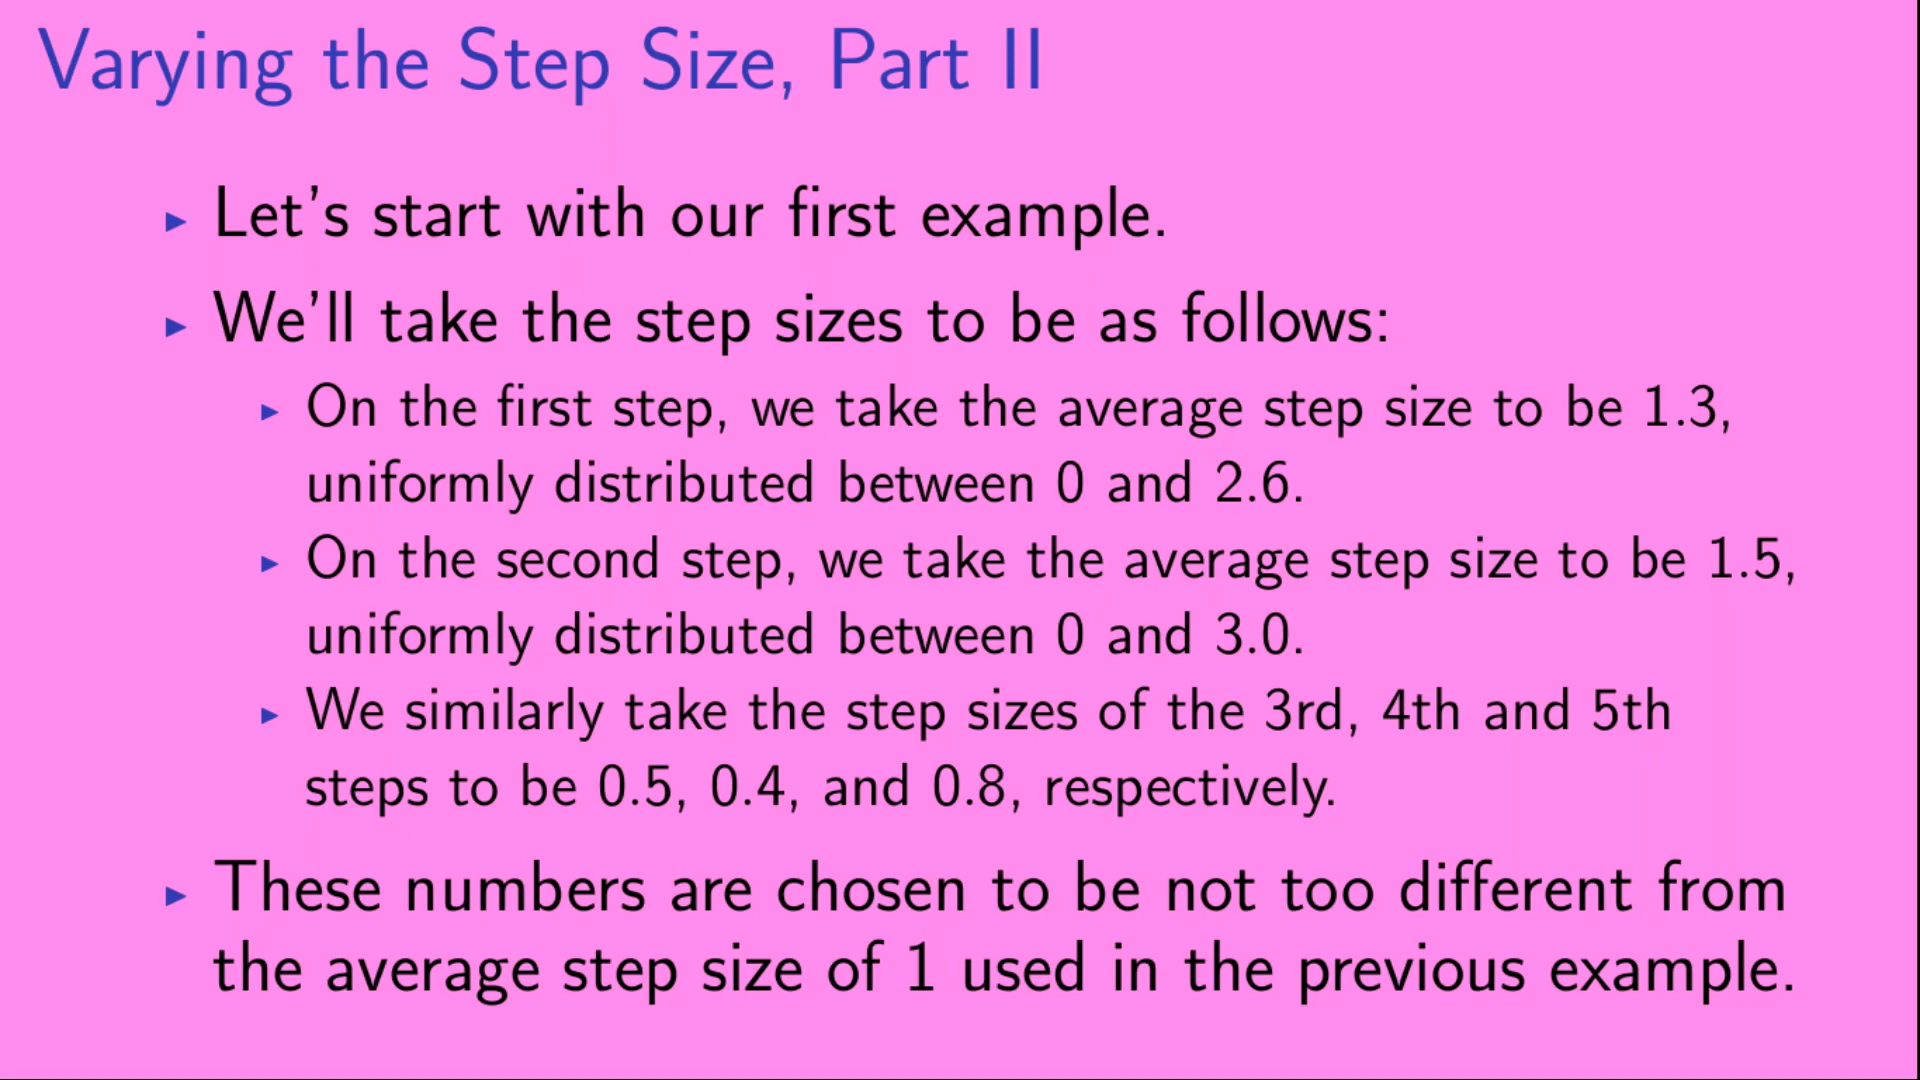 Varying the Step Size, Part II
▸ Let's start with our first example.
▸ We'll take the step sizes to be as follows:
▸ On the first step, we take the average step size to be 1.3,
uniformly distributed between 0 and 2.6.
▸ On the second step, we take the average step size to be 1.5,
uniformly distributed between 0 and 3.0.
▸ We similarly take the step sizes of the 3rd, 4th and 5th
steps to be 0.5, 0.4, and 0.8, respectively.
▸ These numbers are chosen to be not too different from
the average step size of 1 used in the previous example.